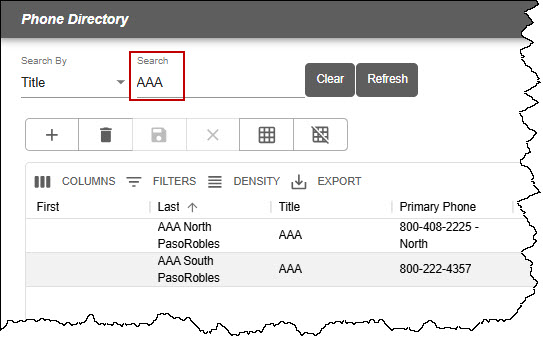 Phone Directory
Search By
Search
Title
AAA
Clear
Refresh
COLUMNS
FILTERS
DENSITY
EXPORT
First
Last
Title
Primary Phone
AAA North
PasoRobles
AAA
800-408-2225 -
North
AAA South
PasoRobles
AAA
800-222-4357